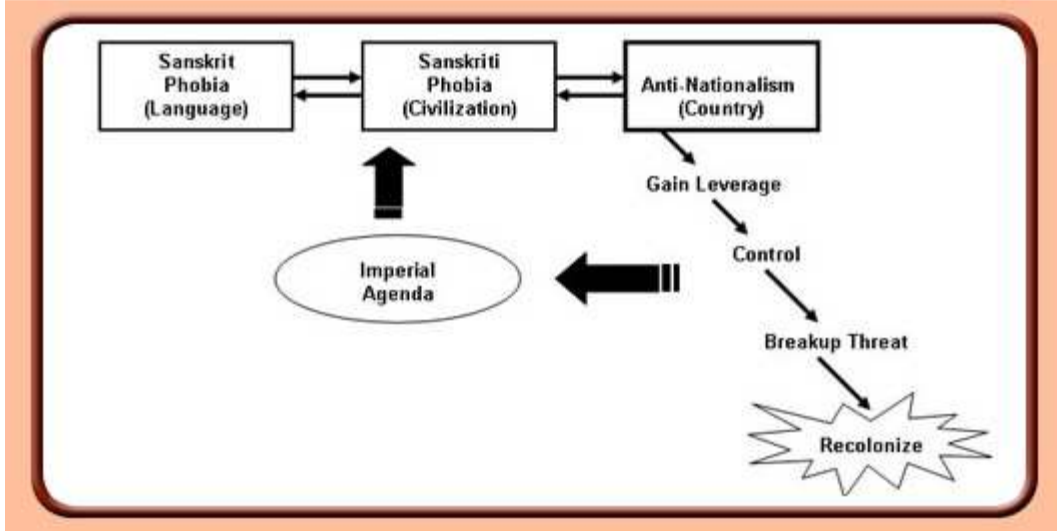 Sanskrit
Phobia
(Language)
Sanskriti
Phobia
(Civilization)
Anti-Nationalism
(Country)
Gain Leverage
Control
Imperial
Agenda
Breakup Threat
Recolonize